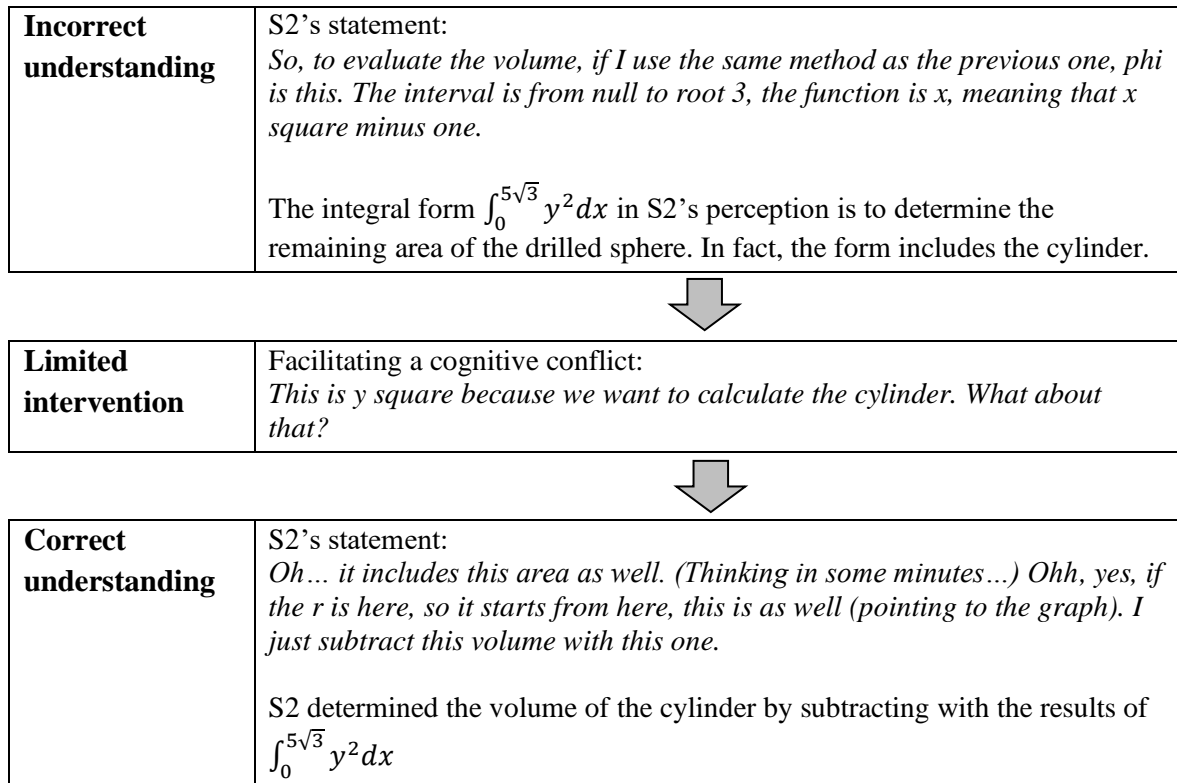 Incorrect understanding
S2’s statement:
So, to evaluate the volume, if I use the same method as the previous one, phi
is this. The interval is from null to root 3, the function is x, meaning that x
square minus one.
The integral form ∫₀^{5√3} y²dx in S2’s perception is to determine the
remaining area of the drilled sphere. In fact, the form includes the cylinder.
Limited intervention
Facilitating a cognitive conflict:
This is y square because we want to calculate the cylinder. What about
that?
Correct understanding
S2’s statement:
Oh… it includes this area as well. (Thinking in some minutes…) Ohh, yes, if
the r is here, so it starts from here, this is as well (pointing to the graph). I
just subtract this volume with this one.
S2 determined the volume of the cylinder by subtracting with the results of
∫₀^{5√3} y²dx